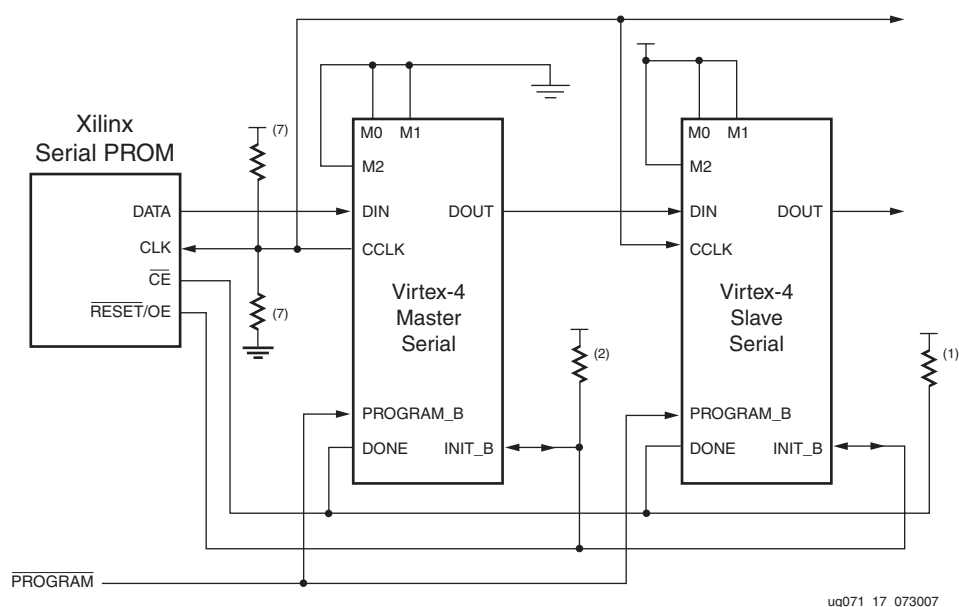 Xilinx
Serial PROM
DATA
CLK
CE
RESET/OE
(7)
(7)
M0 M1
M2
DIN DOUT
CCLK
Virtex-4
Master
Serial
PROGRAM_B
DONE INIT_B
(2)
M0 M1
M2
DIN DOUT
CCLK
Virtex-4
Slave
Serial
PROGRAM_B
DONE INIT_B
(1)
PROGRAM
ug071_17_073007